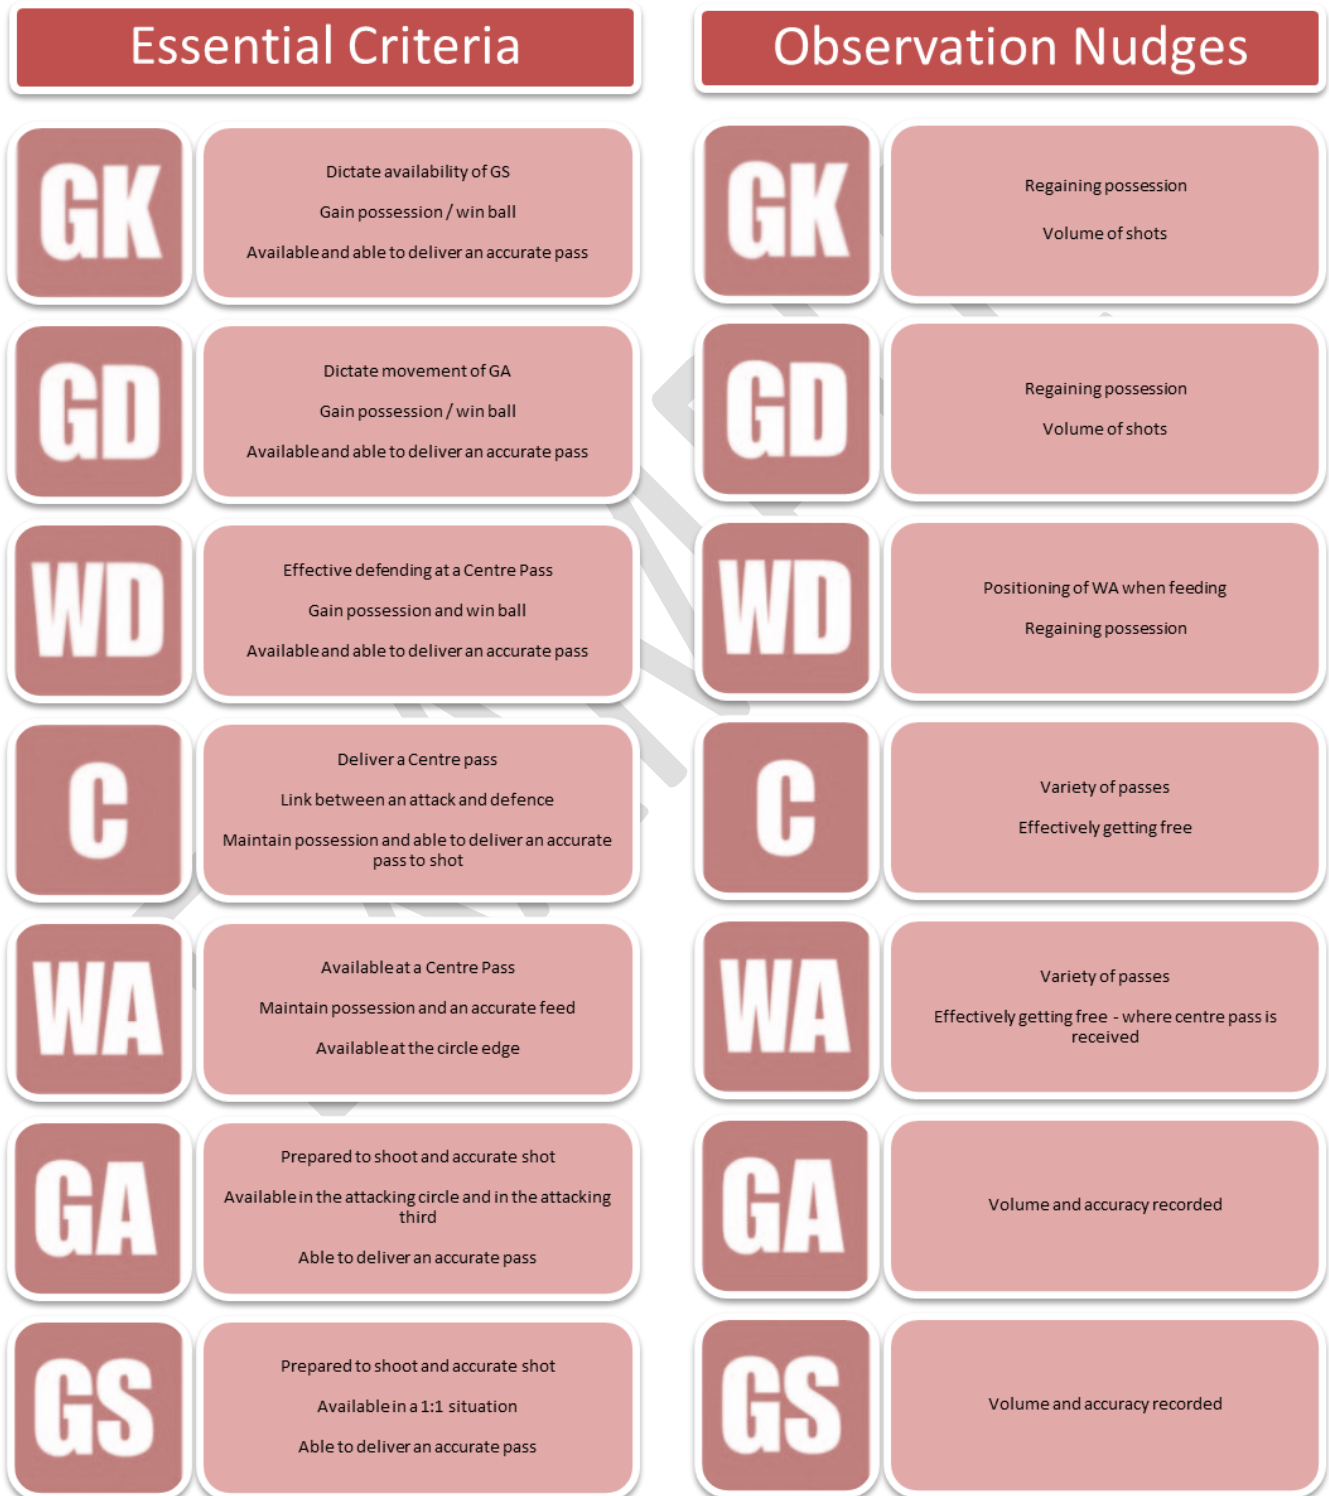 Essential Criteria
GK
Dictate availability of GS
Gain possession / win ball
Available and able to deliver an accurate pass
GD
Dictate movement of GA
Gain possession / win ball
Available and able to deliver an accurate pass
WD
Effective defending at a Centre Pass
Gain possession and win ball
Available and able to deliver an accurate pass
C
Deliver a Centre pass
Link between an attack and defence
Maintain possession and able to deliver an accurate
pass to shot
WA
Available at a Centre Pass
Maintain possession and an accurate feed
Available at the circle edge
GA
Prepared to shoot and accurate shot
Available in the attacking circle and in the attacking
third
Able to deliver an accurate pass
GS
Prepared to shoot and accurate shot
Available in a 1:1 situation
Able to deliver an accurate pass
Observation Nudges
GK
Regaining possession
Volume of shots
GD
Regaining possession
Volume of shots
WD
Positioning of WA when feeding
Regaining possession
C
Variety of passes
Effectively getting free
WA
Variety of passes
Effectively getting free - where centre pass is
received
GA
Volume and accuracy recorded
GS
Volume and accuracy recorded